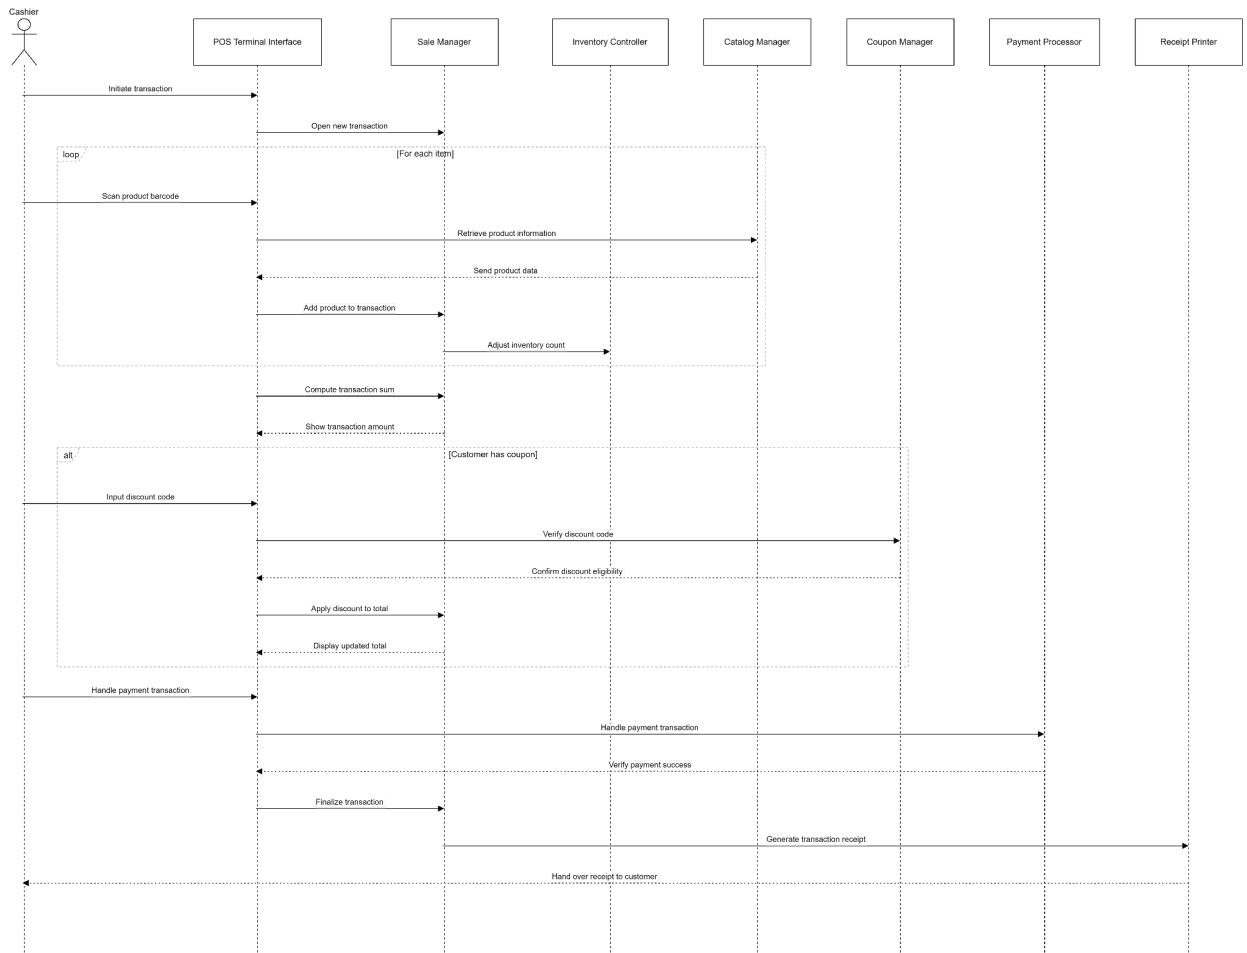 Cashier
POS Terminal Interface
Sale Manager
Inventory Controller
Catalog Manager
Coupon Manager
Payment Processor
Receipt Printer
Initiate transaction
Open new transaction
loop
[For each item]
Scan product barcode
Retrieve product information
Send product data
Add product to transaction
Adjust inventory count
Compute transaction sum
Show transaction amount
alt
[Customer has coupon]
Input discount code
Verify discount code
Confirm discount eligibility
Apply discount to total
Display updated total
Handle payment transaction
Handle payment transaction
Verify payment success
Finalize transaction
Generate transaction receipt
Hand over receipt to customer